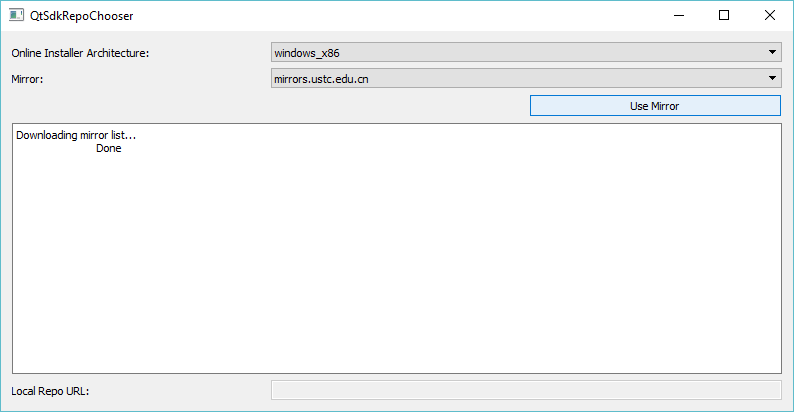 QtSdkRepoChooser
Online Installer Architecture: windows_x86
Mirror: mirrors.ustc.edu.cn
Use Mirror
Downloading mirror list...
Done
Local Repo URL: